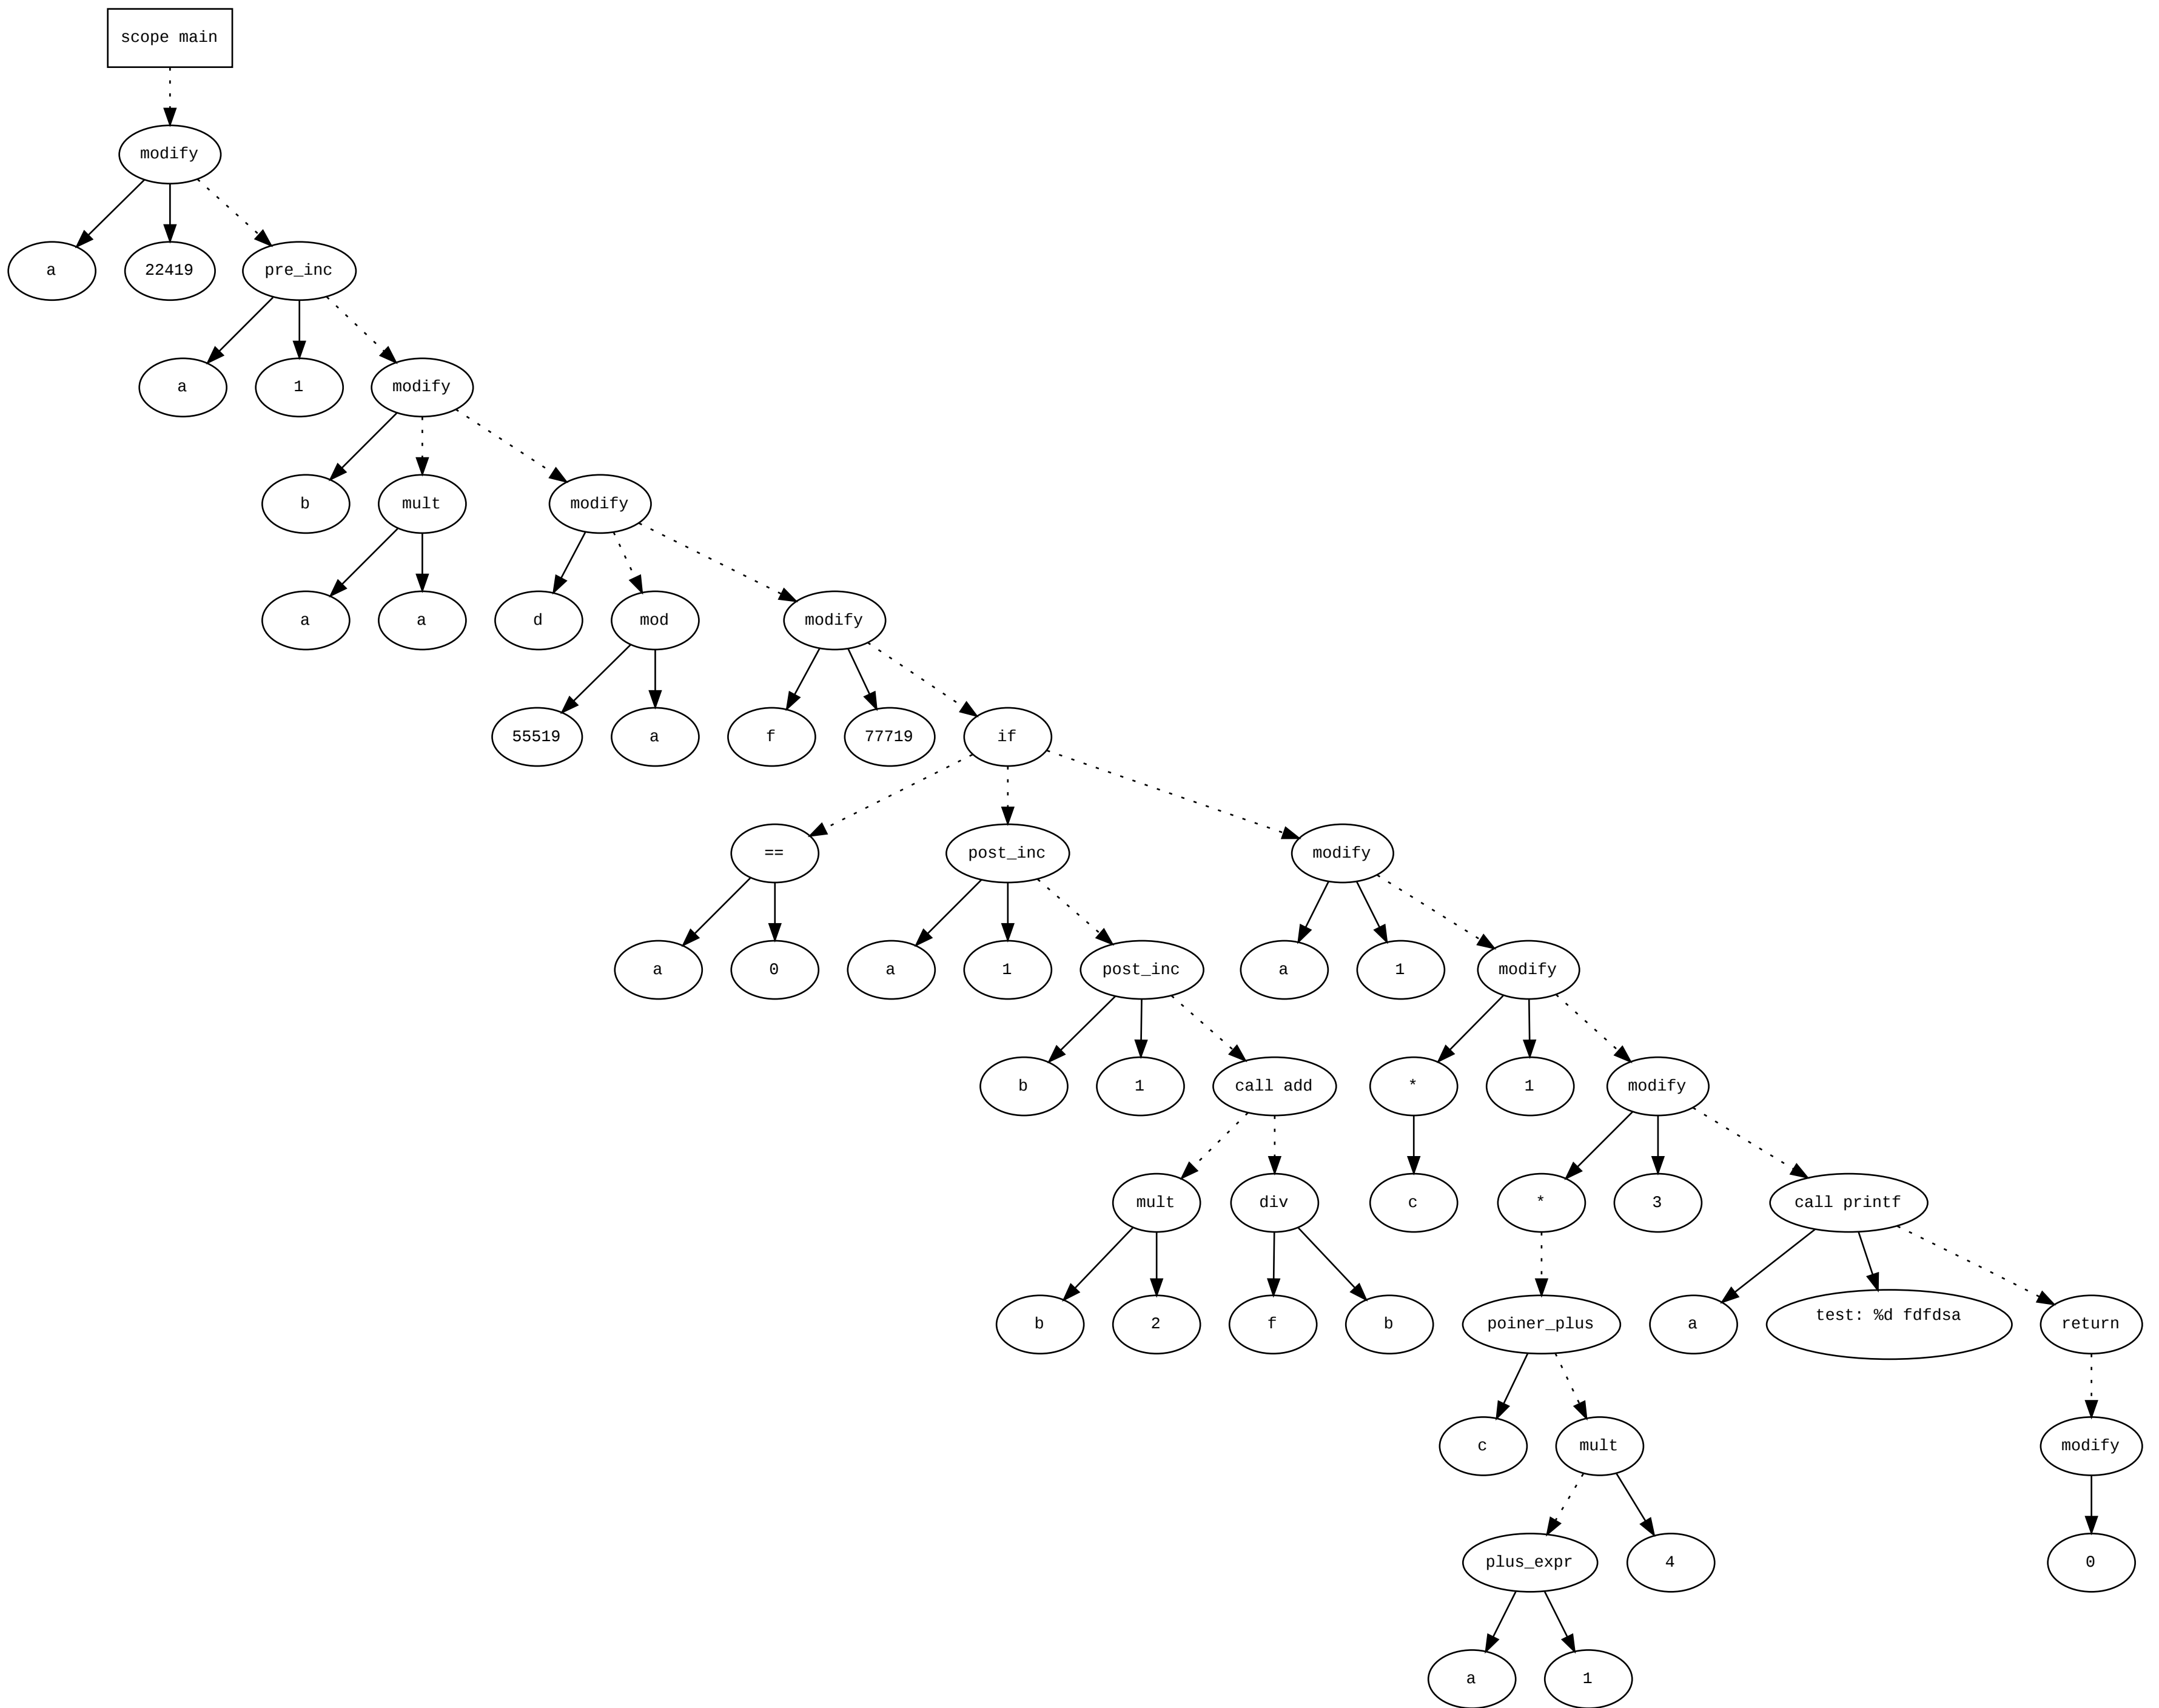 scope main
modify
a
22419
pre_inc
a
1
modify
b
mult
modify
a
a
d
mod
modify
55519
a
f
77719
if
==
post_inc
modify
a
0
a
1
post_inc
a
1
modify
b
1
call add
*
1
modify
mult
div
c
*
3
call printf
b
2
f
b
poiner_plus
a
test: %d fdfdsa
return
c
mult
modify
plus_expr
4
0
a
1